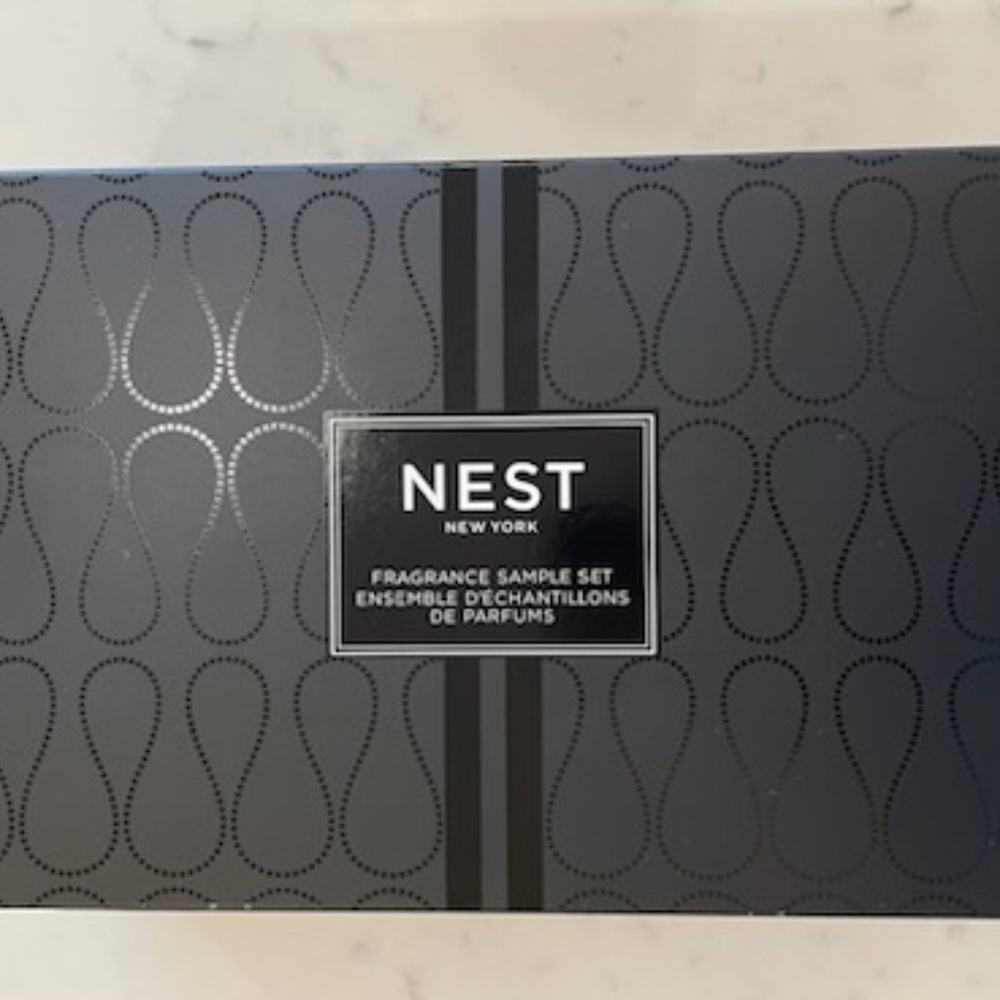 NEST
NEW YORK
FRAGRANCE SAMPLE SET
ENSEMBLE D'ÉCHANTILLONS
DE PARFUMS